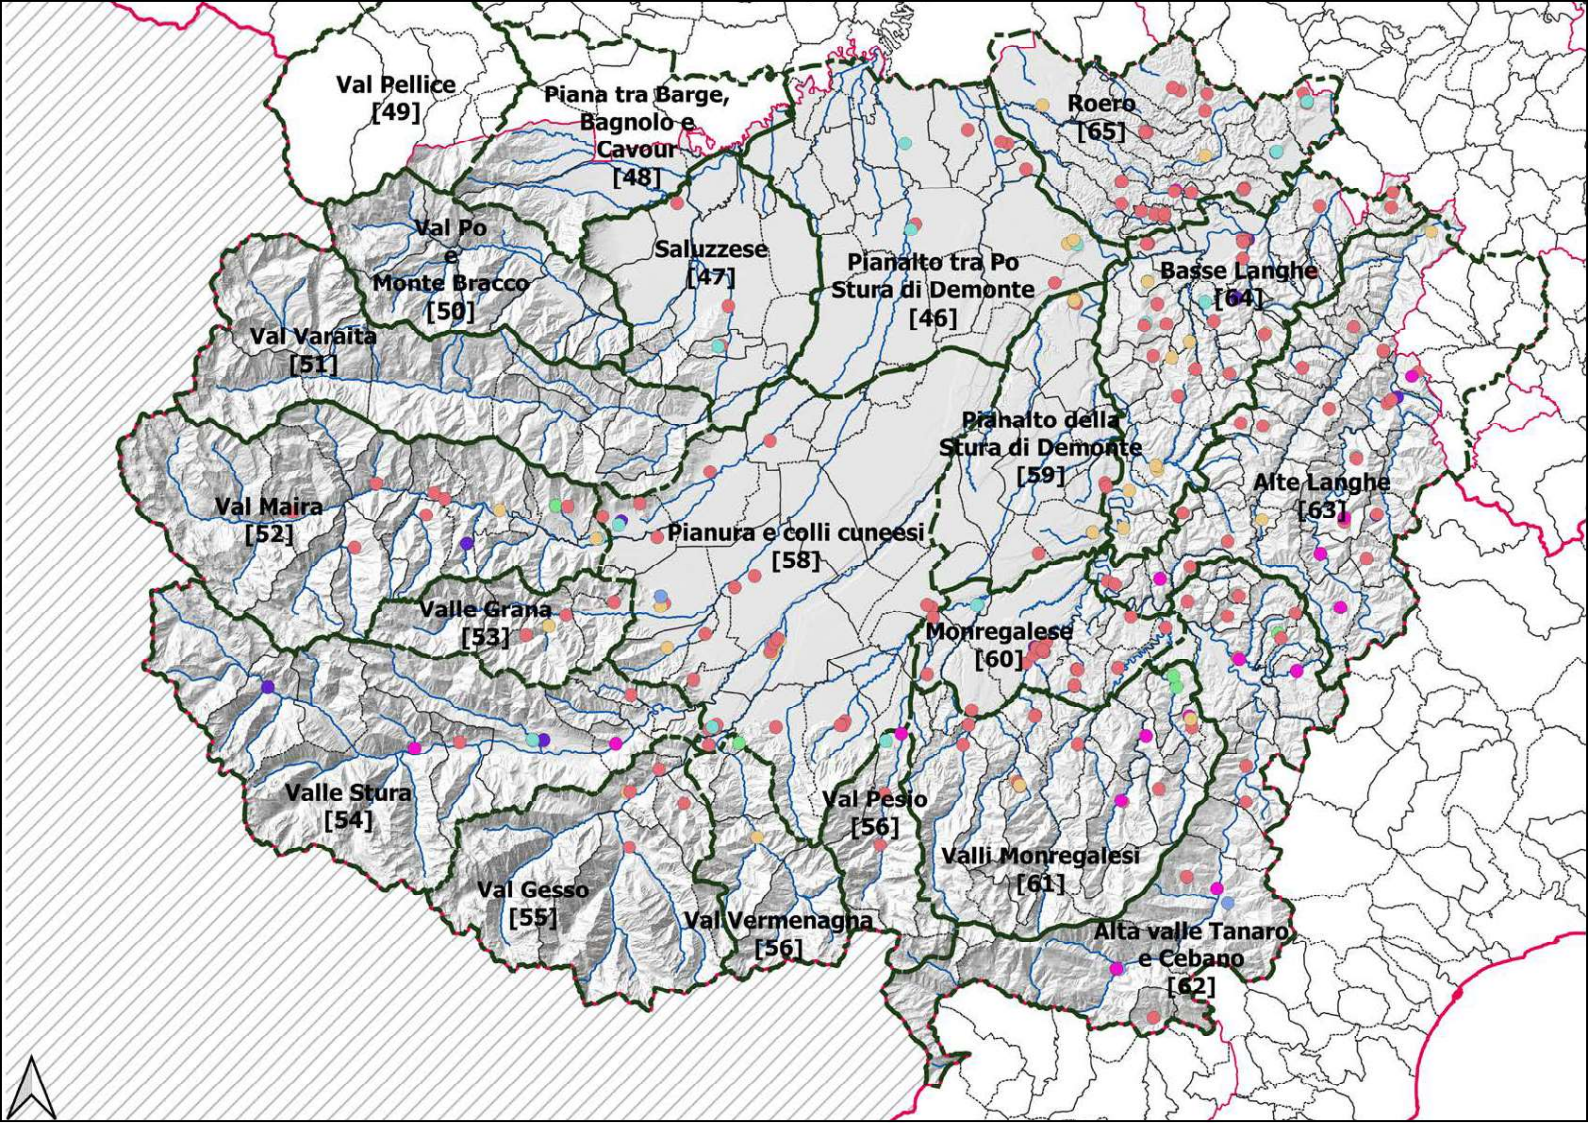 Val Pellice
[49]
Piana tra Barge,
Bagnolo e
Cavour
[48]
Roero
[65]
Val Po
e
Monte Bracco
[50]
Saluzzese
[47]
Pianalto tra Po
Stura di Demonte
[46]
Basse Langhe
[64]
Val Varaita
[51]
Pianalto della
Stura di Demonte
[59]
Val Maira
[52]
Alte Langhe
[63]
Pianura e colli cuneesi
[58]
Valle Grana
[53]
Monregalese
[60]
Valle Stura
[54]
Val Pesio
[56]
Valli Monregalesi
[61]
Val Gesso
[55]
Val Vermenagna
[56]
Alta valle Tanaro
e Cebano
[62]